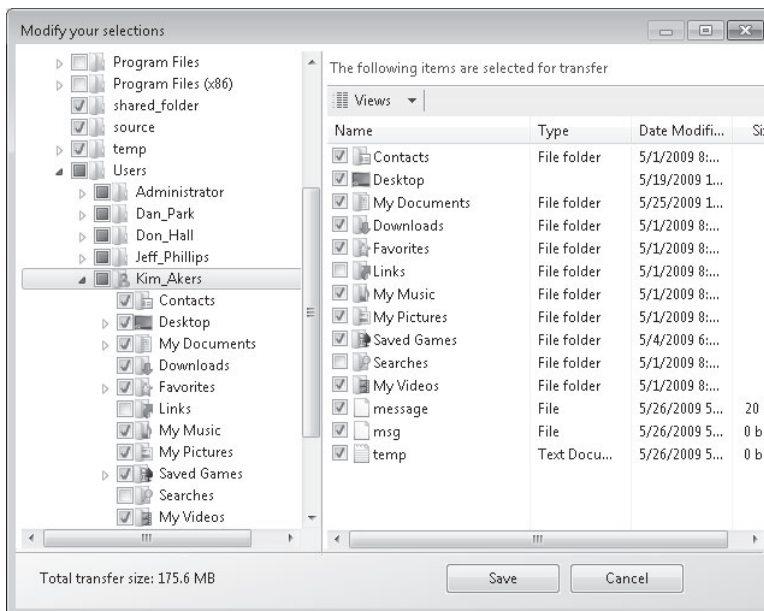 Modify your selections
Program Files
Program Files (x86)
shared_folder
source
temp
Users
Administrator
Dan_Park
Don_Hall
Jeff_Phillips
Kim_Akers
Contacts
Desktop
My Documents
Downloads
Favorites
Links
My Music
My Pictures
Saved Games
Searches
My Videos
The following items are selected for transfer
Views
Name Type Date Modifi... Si
Contacts File folder 5/1/2009 8:...
Desktop 5/19/2009 1...
My Documents File folder 5/25/2009 1...
Downloads File folder 5/1/2009 8:...
Favorites File folder 5/1/2009 8:...
Links File folder 5/1/2009 8:...
My Music File folder 5/1/2009 8:...
My Pictures File folder 5/1/2009 8:...
Saved Games File folder 5/4/2009 6:...
Searches File folder 5/1/2009 8:...
My Videos File folder 5/1/2009 8:...
message File 5/26/2009 5... 20
msg File 5/26/2009 5... 0 b
temp Text Docu... 5/26/2009 5... 0 b
Total transfer size: 175.6 MB
Save Cancel